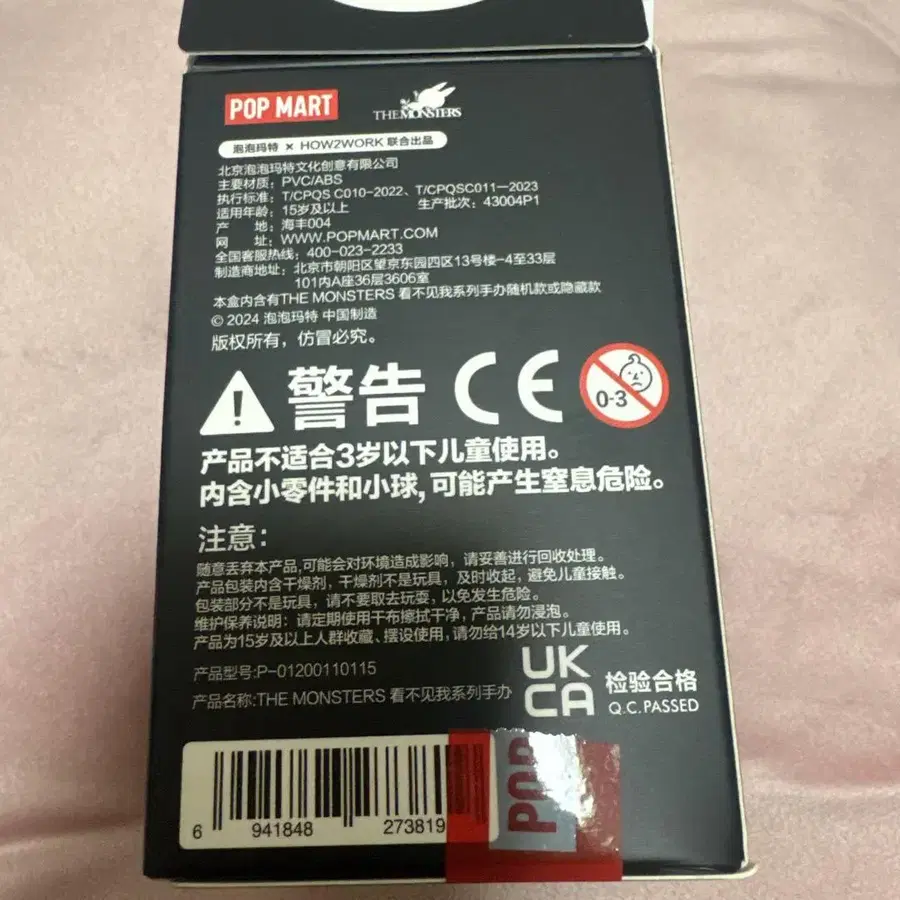 POP MART
THE MONSTERS
泡泡玛特 × HOW2WORK 联合出品
北京泡泡玛特文化创意有限公司
主要材质：PVC/ABS
执行标准：T/CPQS C010-2022、T/CPQSC011-2023
适用年龄：15岁及以上 生产批次：43004P1
产 地：海丰004
网 址：WWW.POPMART.COM
全国客服热线：400-023-2233
制造商地址：北京市朝阳区望京东园四区13号楼-4至33层
101内A座36层3606室
本盒内含有THE MONSTERS 看不见我系列手办随机款或隐藏款
© 2024 泡泡玛特 中国制造
版权所有，仿冒必究。
警告
CE
0-3
产品不适合3岁以下儿童使用。
内含小零件和小球，可能产生窒息危险。
注意：
随意丢弃本产品，可能会对环境造成影响，请妥善进行回收处理。
产品包装内含干燥剂，干燥剂不是玩具，及时收起，避免儿童接触。
包装部分不是玩具，请不要取去玩耍，以免发生危险。
维护保养说明：请定期使用干布擦拭干净，产品请勿浸泡。
产品为15岁及以上人群收藏、摆设使用，请勿给14岁以下儿童使用。
产品型号：P-01200110115
产品名称：THE MONSTERS 看不见我系列手办
UK
CA
检验合格
Q.C.PASSED
6 941848 273819
POP